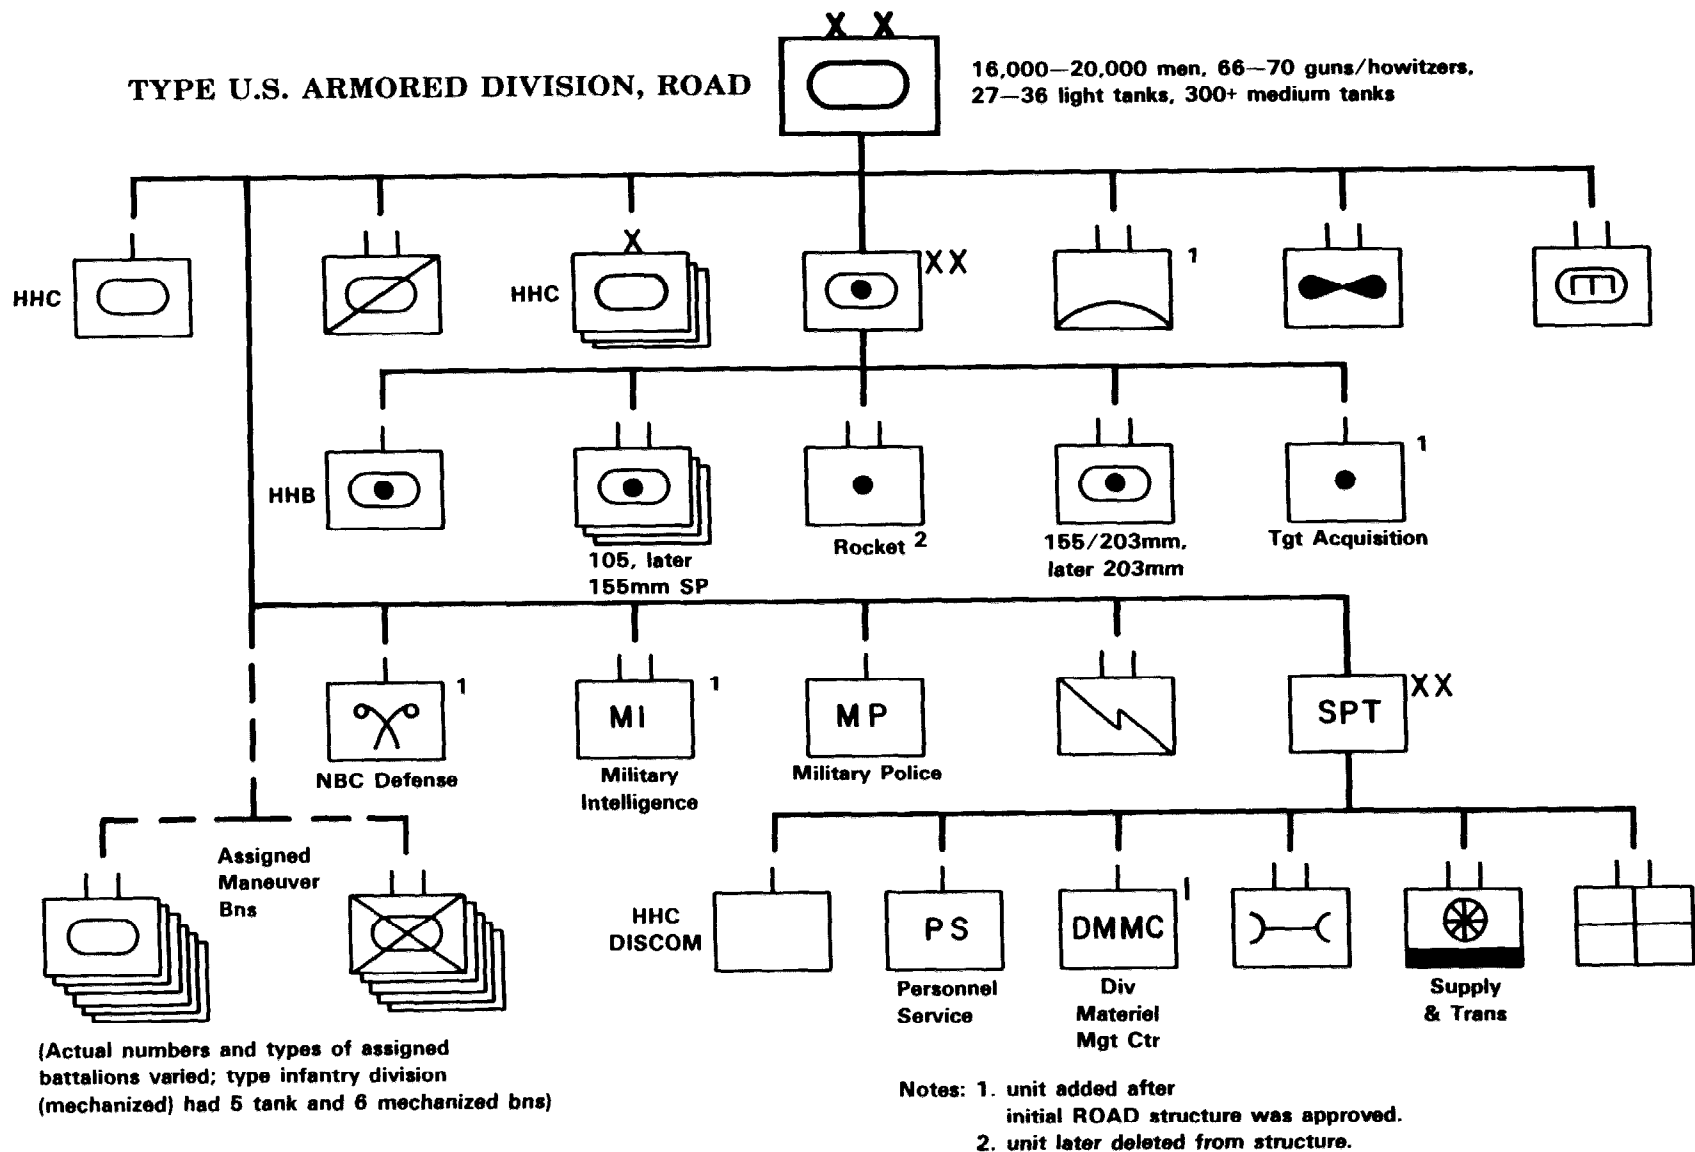 X X
TYPE U.S. ARMORED DIVISION, ROAD
16,000—20,000 men, 66—70 guns/howitzers,
27—36 light tanks, 300+ medium tanks
HHC
X
HHC
XX
1
HHB
105, later
155mm SP
Rocket 2
155/203mm,
later 203mm
1
Tgt Acquisition
1
NBC Defense
MI
1
Military
Intelligence
MP
Military Police
SPT
XX
Assigned
Maneuver
Bns
HHC
DISCOM
PS
Personnel
Service
DMMC
1
Div
Materiel
Mgt Ctr
Supply
& Trans
(Actual numbers and types of assigned
battalions varied; type infantry division
(mechanized) had 5 tank and 6 mechanized bns)
Notes: 1. unit added after
initial ROAD structure was approved.
2. unit later deleted from structure.